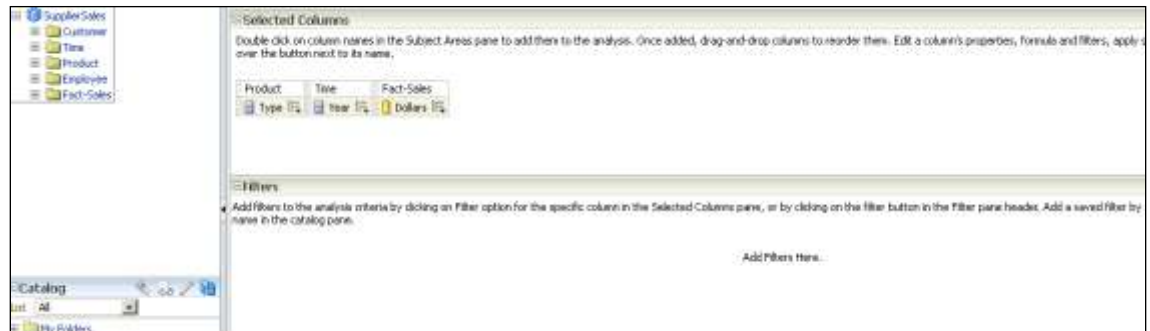 SupplierSales
Customer
Time
Product
Employee
Fact-Sales
Selected Columns
Double click on column names in the Subject Areas pane to add them to the analysis. Once added, drag-and-drop columns to reorder them. Edit a column's properties, formula and filters, apply
over the button next to its name.
Product Time Fact-Sales
Type Year Dollars
Filters
Add filters to the analysis criteria by clicking on Filter option for the specific column in the Selected Columns pane, or by clicking on the filter button in the Filter pane header. Add a saved filter by
name in the catalog pane.
Add Filters Here.
Catalog
List All
My Folders